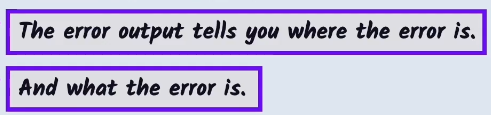 The error output tells you where the error is.
And what the error is.